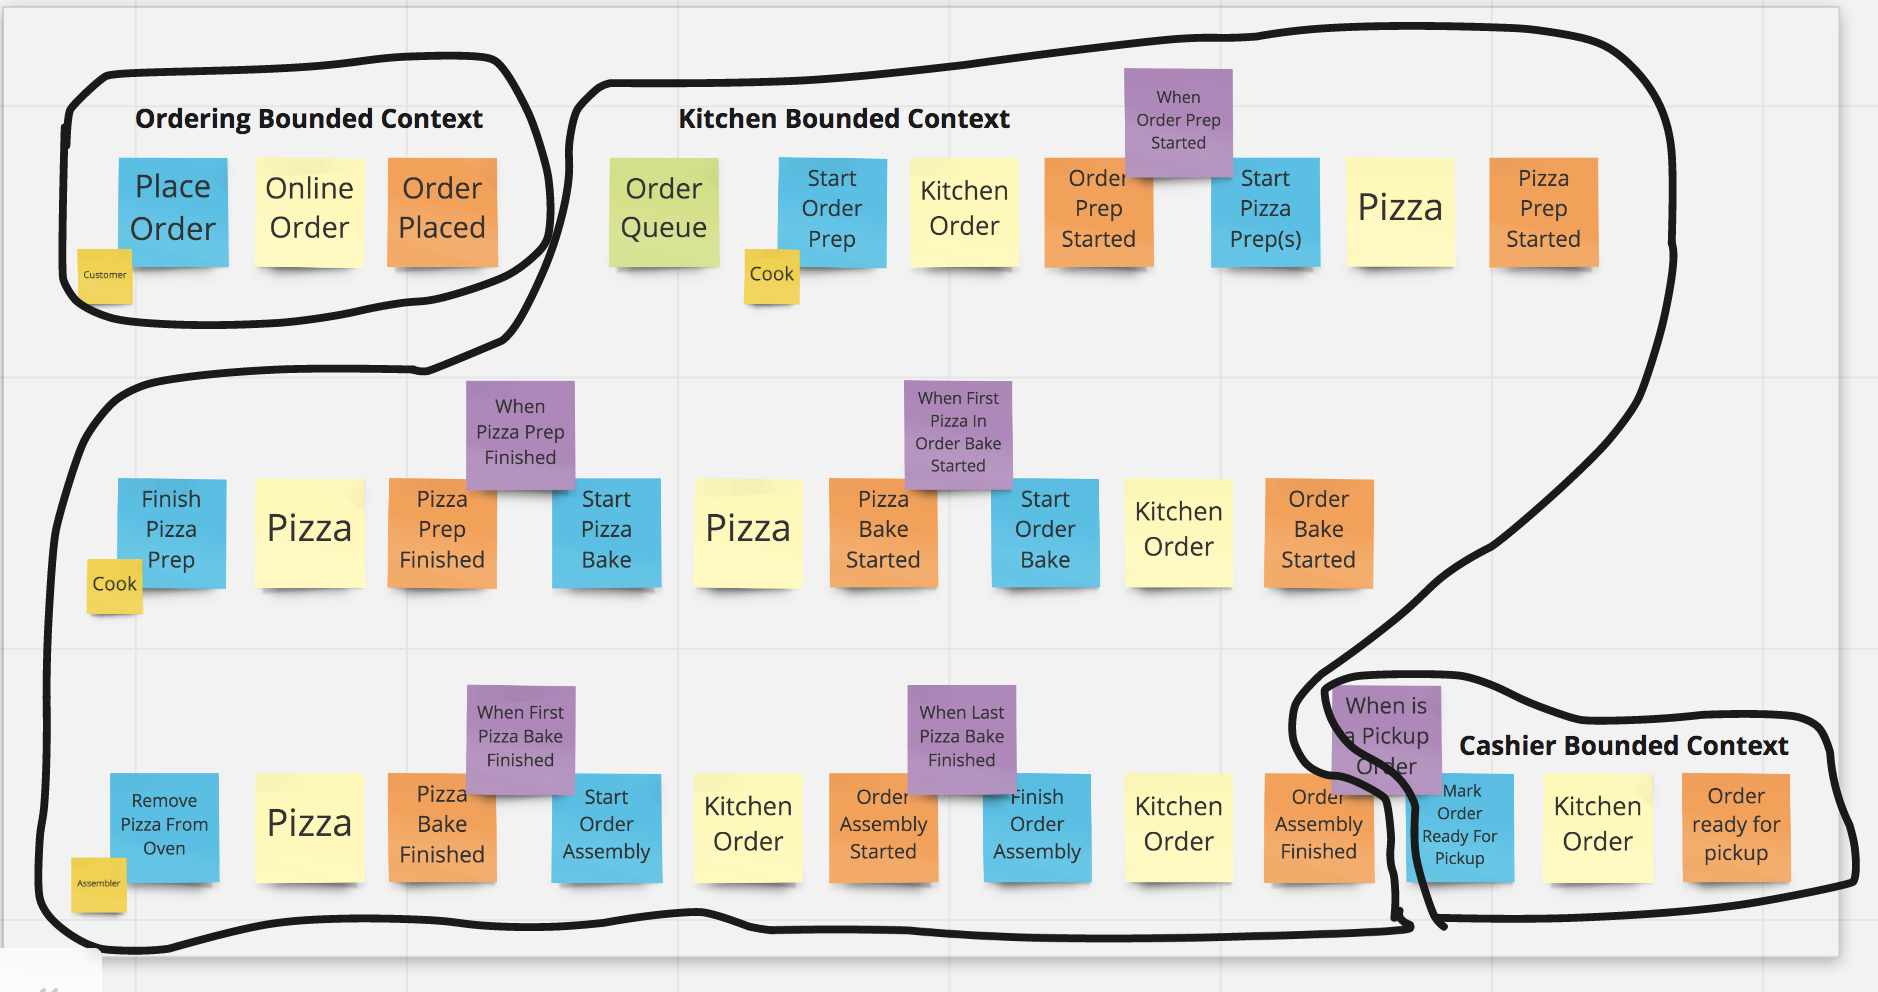 Ordering Bounded Context
Place
Order
Customer
Online
Order
Order
Placed
Kitchen Bounded Context
Order
Queue
Start
Order
Prep
Cook
Kitchen
Order
Order
Prep
Started
When
Order Prep
Started
Start
Pizza
Prep(s)
Pizza
Pizza
Prep
Started
Finish
Pizza
Prep
Cook
Pizza
Pizza
Prep
Finished
When
Pizza Prep
Finished
Start
Pizza
Bake
Pizza
Pizza
Bake
Started
When First
Pizza In
Order Bake
Started
Start
Order
Bake
Kitchen
Order
Order
Bake
Started
Remove
Pizza From
Oven
Assembler
Pizza
Pizza
Bake
Finished
When First
Pizza Bake
Finished
Start
Order
Assembly
Kitchen
Order
Order
Assembly
Started
When Last
Pizza Bake
Finished
Finish
Order
Assembly
Kitchen
Order
Order
Assembly
Finished
When is
a Pickup
Order
Cashier Bounded Context
Mark
Order
Ready For
Pickup
Kitchen
Order
Order
ready for
pickup